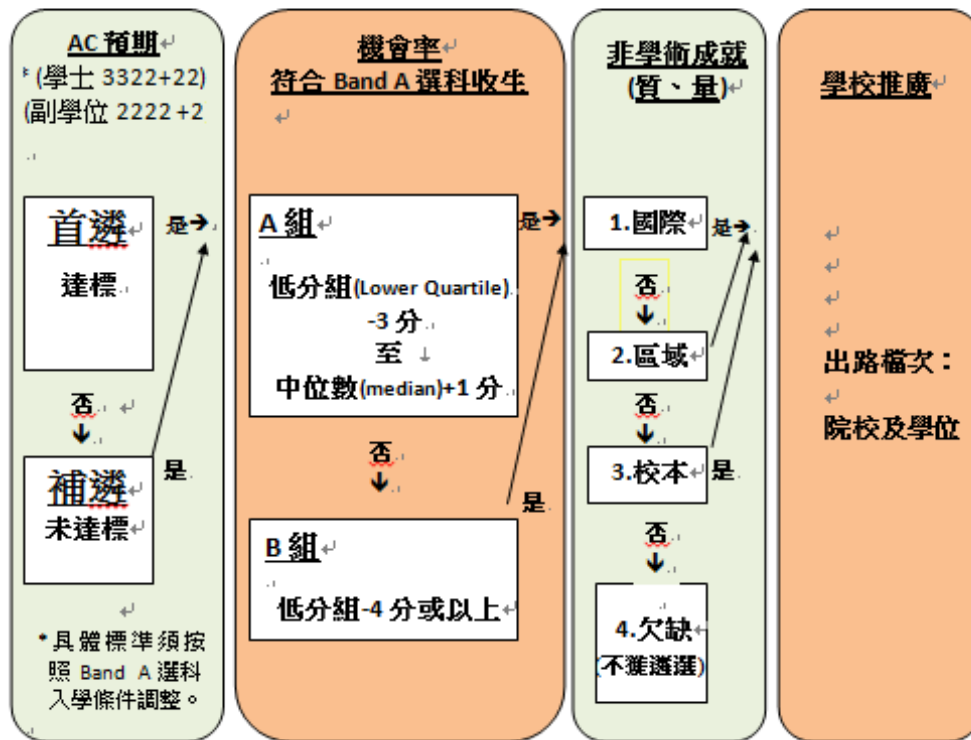 AC 預期
* (學士 3322+22)
(副學位 2222 +2
首遴
達標
是→
否
↓
補遴
未達標
是
* 具體標準須按
照 Band A 選科
入學條件調整。
機會率
符合 Band A 選科收生
A 組
低分組(Lower Quartile)
-3 分
至 ↓
中位數(median)+1 分
是→
否
↓
B 組
低分組-4 分或以上
是
非學術成就
(質、量)
1.國際
是→
否
↓
2.區域
否
↓
3.校本
是
否
↓
4.欠缺
(不獲遴選)
學校推廣
出路檔次：
院校及學位